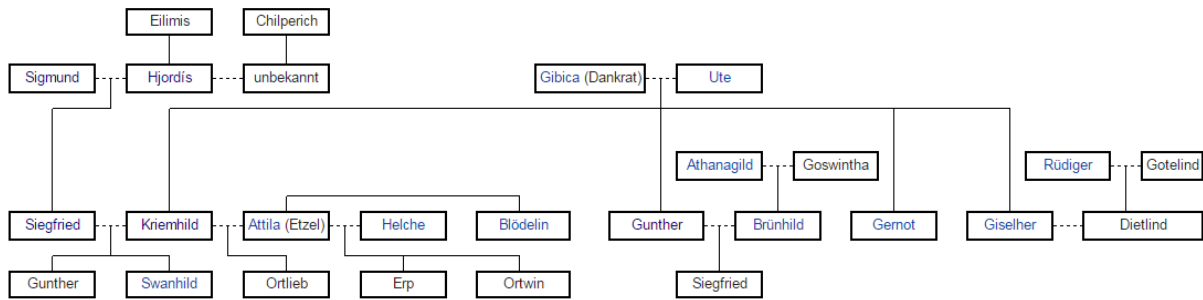 Eilimis Chilperich
Sigmund Hjordís unbekannt Gibica (Dankrat) Ute
Athanagild Goswintha Rüdiger Gotelind
Siegfried Kriemhild Attila (Etzel) Helche Blödelin Gunther Brünhild Gernot Giselher Dietlind
Gunther Swanhild Ortlieb Erp Ortwin Siegfried